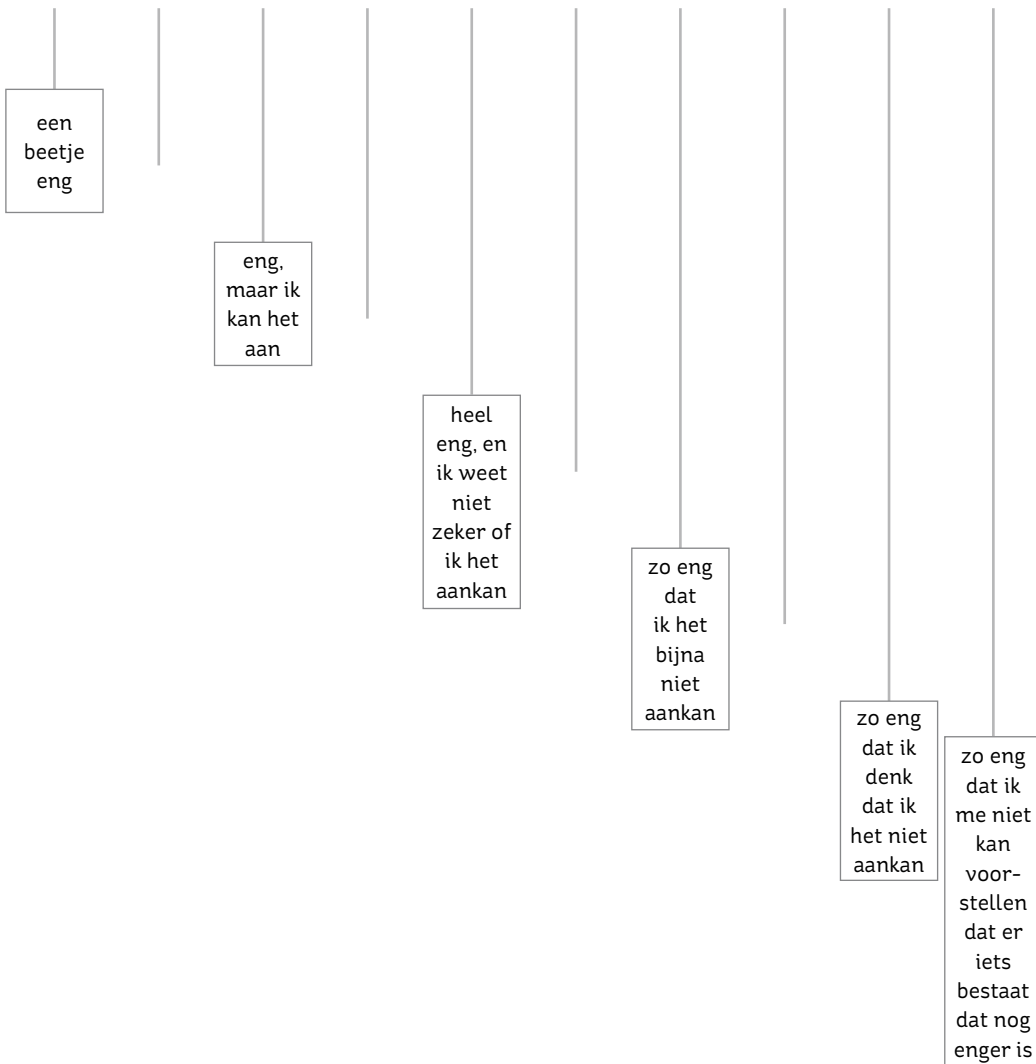 een
beetje
eng
eng,
maar ik
kan het
aan
heel
eng, en
ik weet
niet
zeker of
ik het
aankan
zo eng
dat
ik het
bijna
niet
aankan
zo eng
dat ik
denk
dat ik
het niet
aankan
zo eng
dat ik
me niet
kan
voor-
stellen
dat er
iets
bestaat
dat nog
enger is